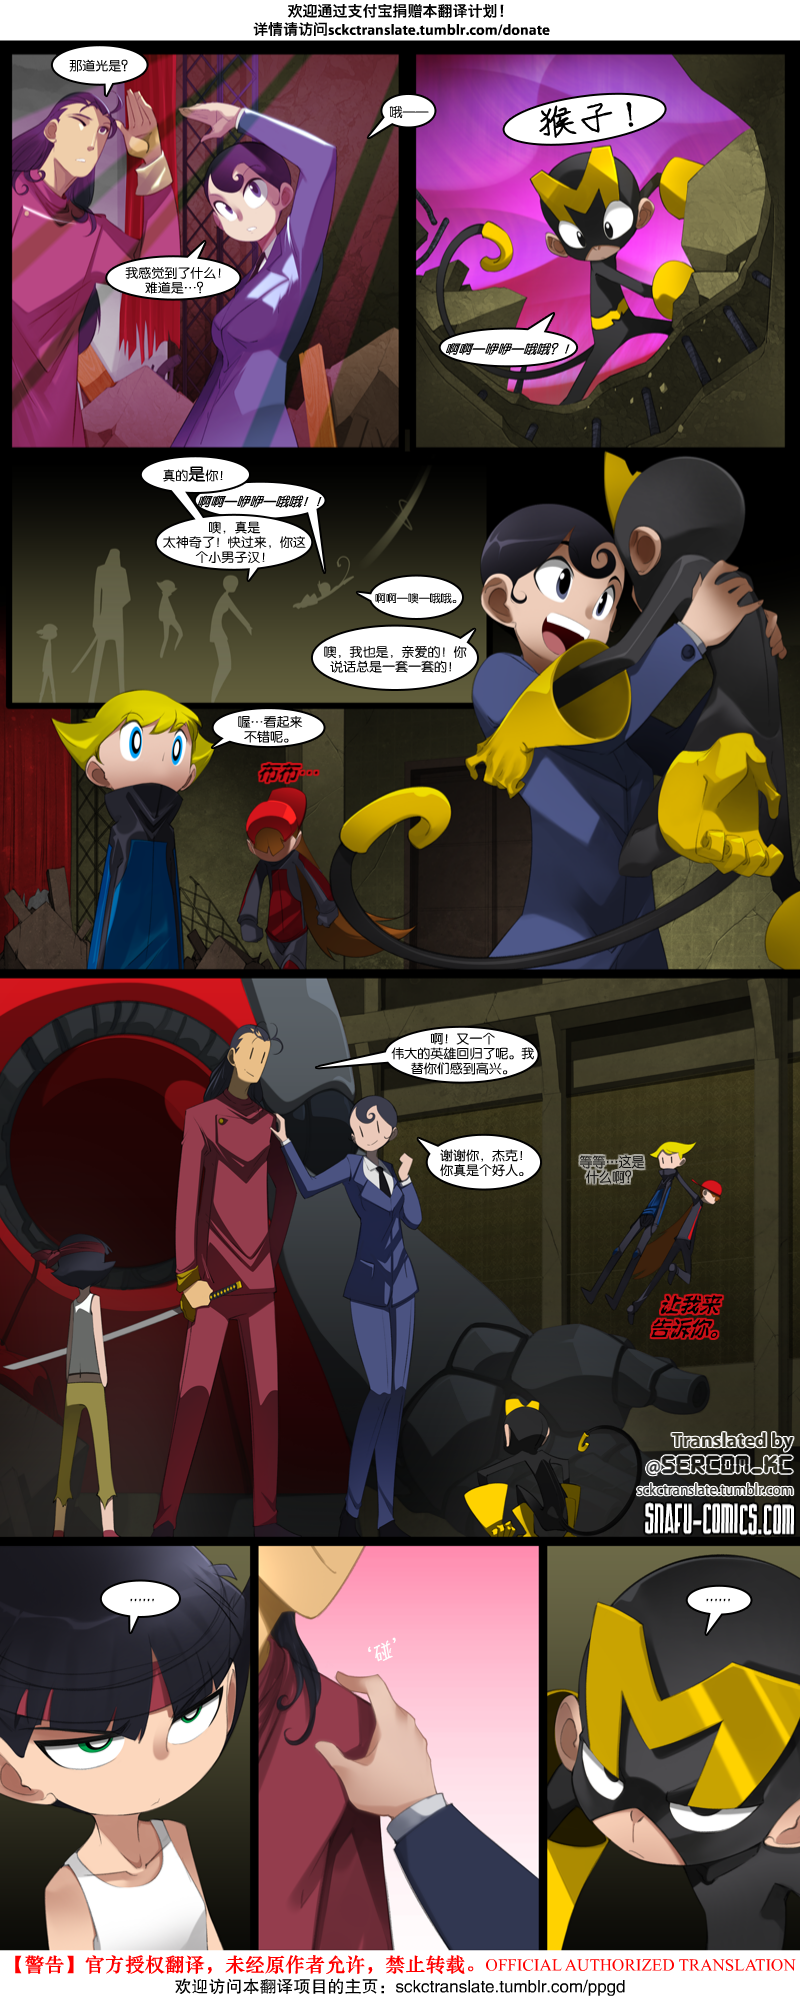 欢迎通过支付宝捐赠本翻译计划！
详情请访问sckctranslate.tumblr.com/donate
那道光是？
哦——
我感觉到了什么！
难道是…？
猴子！
啊啊—咿咿—哦哦？！
真的是你！
啊啊—咿咿—哦哦！！
噢，真是
太神奇了！快过来，你这
个小男子汉！
啊啊—噢—哦哦。
噢，我也是，亲爱的！你
说话总是一套一套的！
喔…看起来
不错呢。
布布…
啊！又一个
伟大的英雄回归了呢。我
替你们感到高兴。
谢谢你，杰克！
你真是个好人。
等等…这是
什么啊？
让我来
告诉你。
Translated by
@SERCOM_KC
sckctranslate.tumblr.com
SNAFU-COMICS.COM
……
‘碰’
……
【警告】官方授权翻译，未经原作者允许，禁止转载。OFFICIAL AUTHORIZED TRANSLATION
欢迎访问本翻译项目的主页：sckctranslate.tumblr.com/ppgd